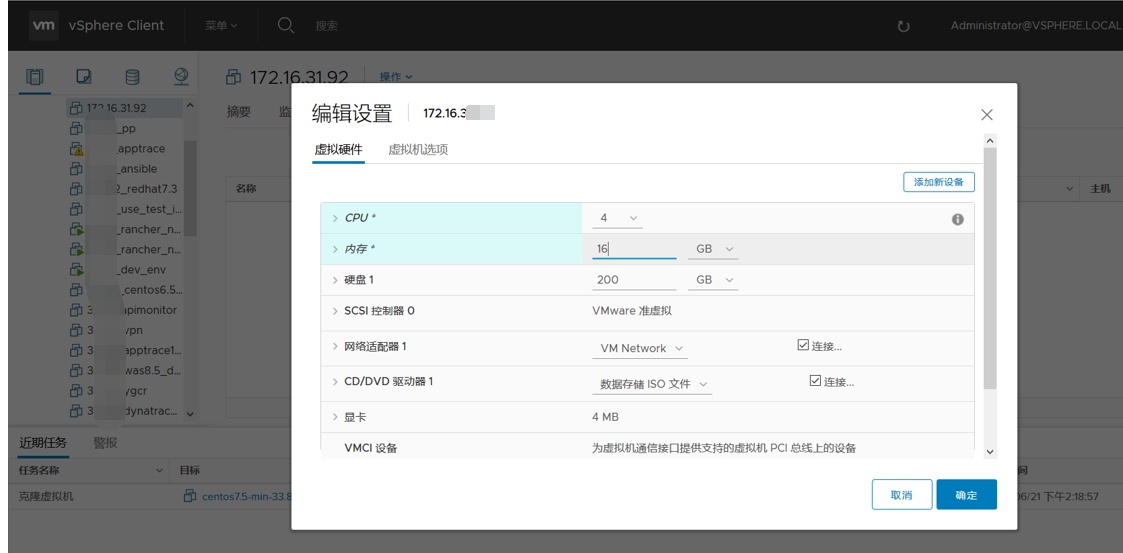 vm vSphere Client 菜单 搜索 Administrator@VSPHERE.LOCAL
172.16.31.92 操作
摘要 监
172.16.31.92
_pp
apptrace
_ansible
2_redhat7.3
_use_test_i...
_rancher_n...
_rancher_n...
_dev_env
_centos6.5...
3 apimonitor
3 vpn
3 apptrace1...
3 was8.5_d...
3 ygcr
3 dynatrac...
名称 主机
编辑设置 172.16.3
虚拟硬件 虚拟机选项
添加新设备
CPU * 4
内存 * 16 GB
硬盘 1 200 GB
SCSI 控制器 0 VMware 准虚拟
网络适配器 1 VM Network 连接...
CD/DVD 驱动器 1 数据存储 ISO 文件 连接...
显卡 4 MB
VMCI 设备 为虚拟机通信接口提供支持的虚拟机 PCI 总线上的设备
取消 确定
近期任务 警报
任务名称 目标 间
克隆虚拟机 centos7.5-min-33.8 06/21 下午2:18:57